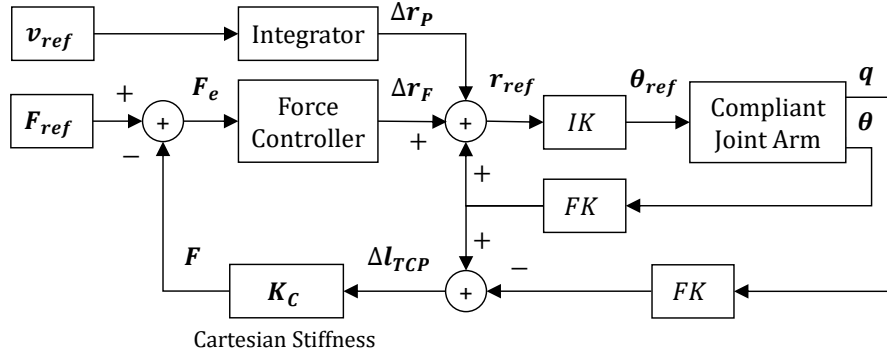 v_ref
Integrator
Δr_P
F_ref
+
−
+
F_e
Force
Controller
Δr_F
+
+
r_ref
IK
θ_ref
Compliant
Joint Arm
q
θ
+
FK
+
F
K_C
Cartesian Stiffness
Δl_TCP
+
−
FK